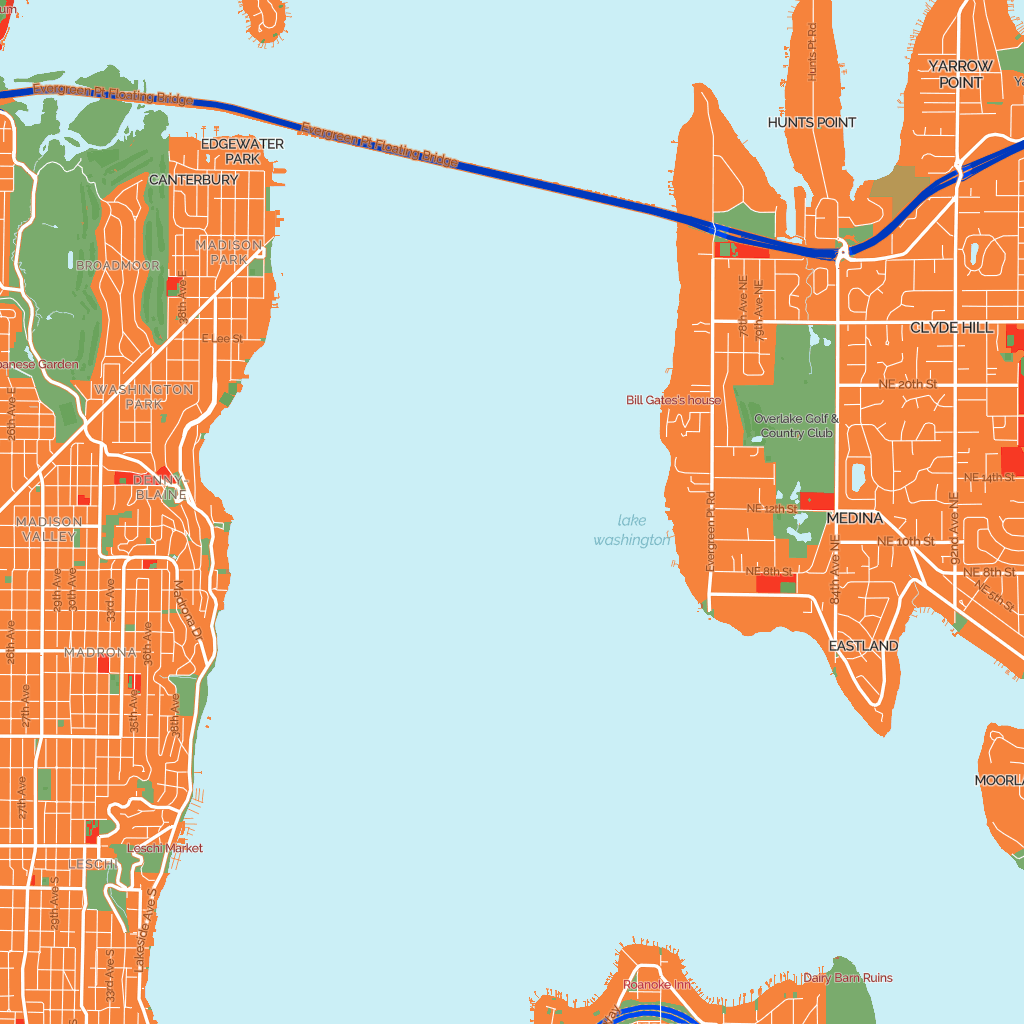 um
Evergreen Pt Floating Bridge
Evergreen Pt Floating Bridge
Hunts Pt Rd
YARROW
POINT
HUNTS POINT
EDGEWATER
PARK
CANTERBURY
MADISON
PARK
BROADMOOR
38th Ave E
E Lee St
78th Ave NE
79th Ave NE
CLYDE HILL
panese Garden
WASHINGTON
PARK
26th Ave E
NE 20th St
Bill Gates's house
Overlake Golf &
Country Club
DENNY-
BLAINE
NE 14th St
MADISON
VALLEY
lake
washington
Evergreen Pt Rd
NE 12th St
MEDINA
92nd Ave NE
NE 10th St
84th Ave NE
NE 8th St
NE 8th St
NE 5th St
29th Ave
30th Ave
33rd Ave
Madrona Dr
26th Ave
36th Ave
MADRONA
EASTLAND
27th Ave
35th Ave
38th Ave
27th Ave
MOORLA
Leschi Market
LESCHI
29th Ave S
Lakeside Ave S
33rd Ave S
Roanoke Inn
Dairy Barn Ruins